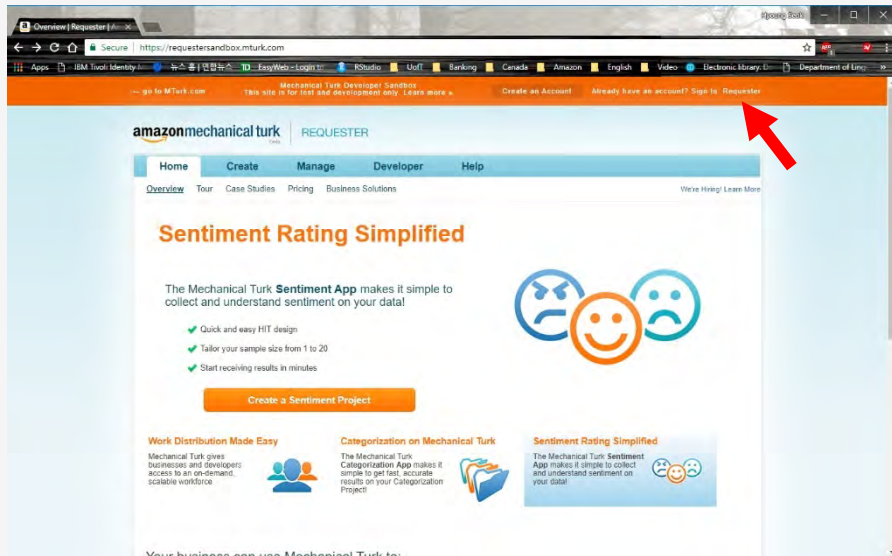 Overview | Requester | A
Secure | https://requestersandbox.mturk.com
Apps IBM Tivoli Identity 뉴스홈 | 연합뉴스 EasyWeb - Login RStudio UofT Banking Canada Amazon English Video Electronic library. Department of Ling
go to MTurk.com
Mechanical Turk Developer Sandbox
This site is for test and development only. Learn more »
Create an Account Already have an account? Sign In: Requester
amazonmechanical turk REQUESTER
beta
Home Create Manage Developer Help
Overview Tour Case Studies Pricing Business Solutions We're Hiring! Learn More
Sentiment Rating Simplified
The Mechanical Turk Sentiment App makes it simple to
collect and understand sentiment on your data!
Quick and easy HIT design
Tailor your sample size from 1 to 20
Start receiving results in minutes
Create a Sentiment Project
Work Distribution Made Easy
Mechanical Turk gives
businesses and developers
access to an on-demand,
scalable workforce
Categorization on Mechanical Turk
The Mechanical Turk
Categorization App makes it
simple to get fast, accurate
results on your Categorization
Project!
Sentiment Rating Simplified
The Mechanical Turk Sentiment
App makes it simple to collect
and understand sentiment on
your data!
Your business can use Mechanical Turk to: